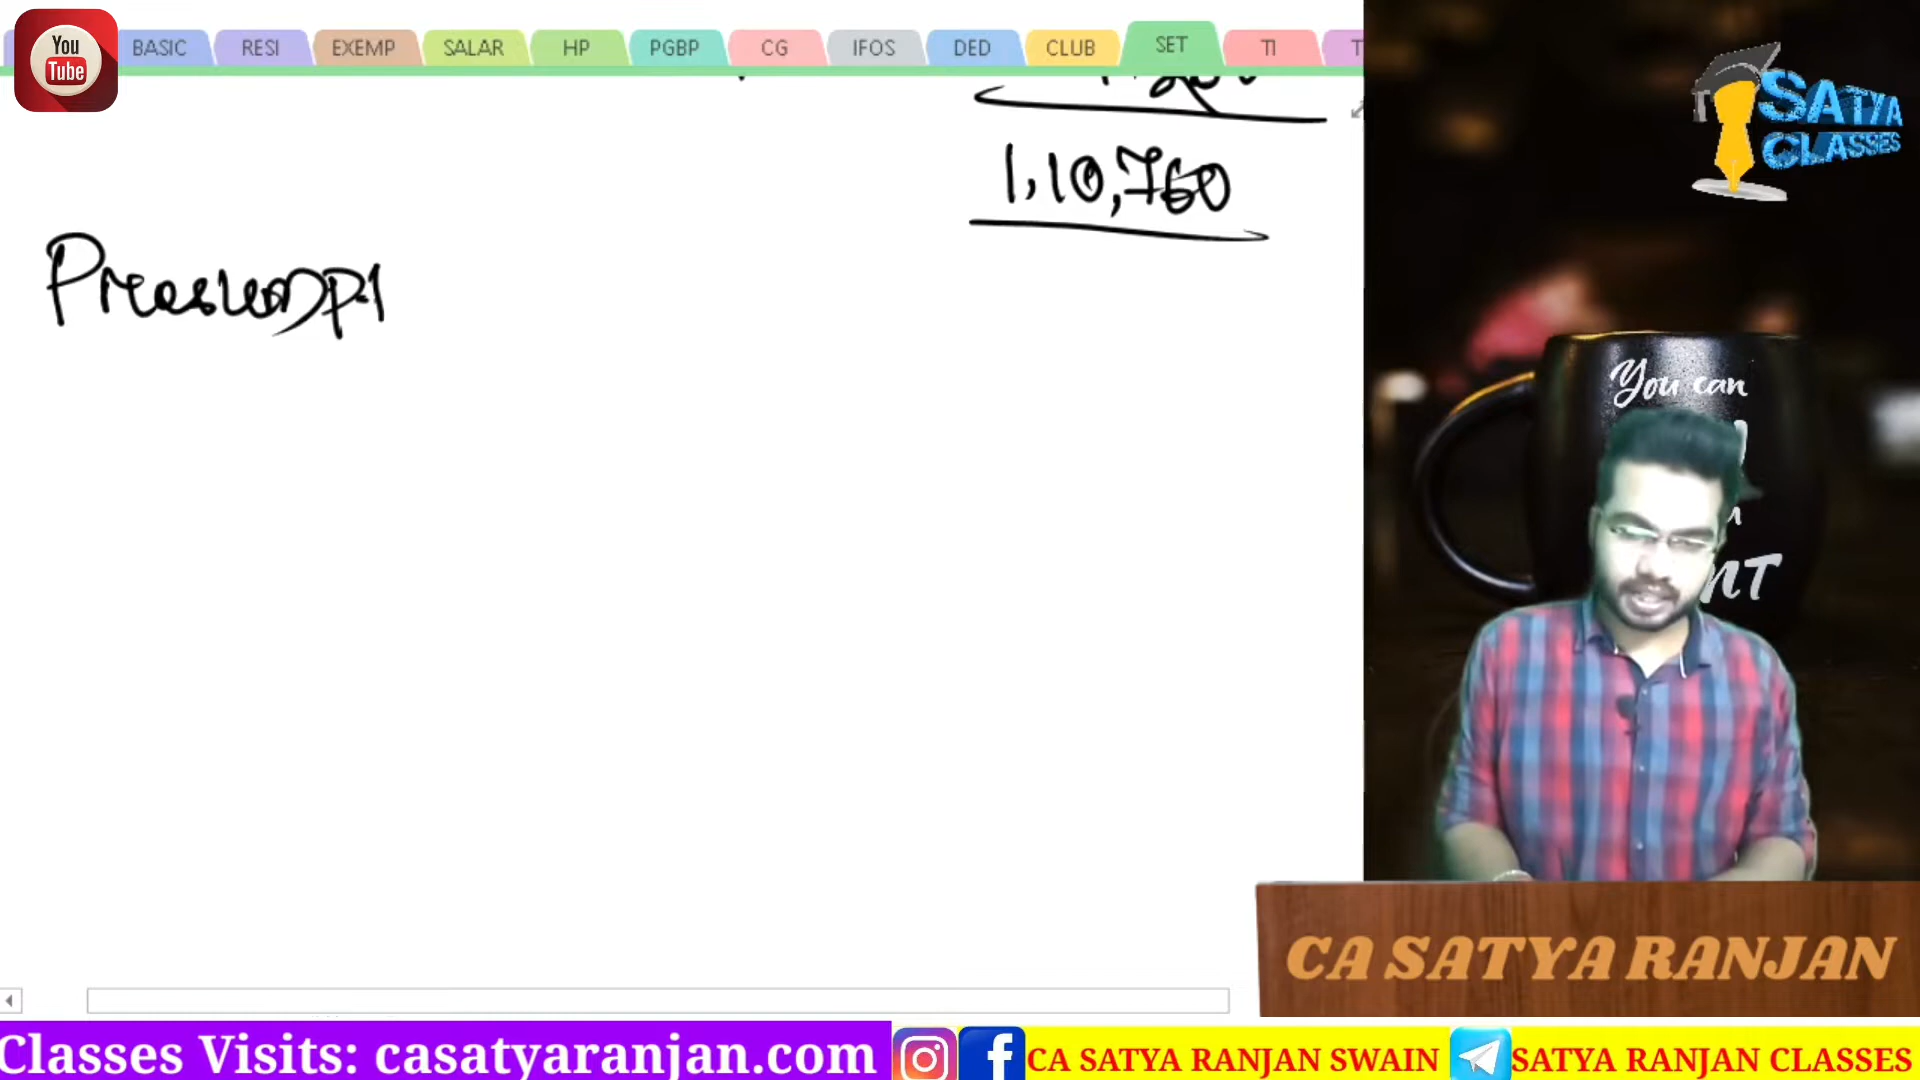 You
Tube
BASIC RESI EXEMP SALAR HP PGBP CG IFOS DED CLUB SET TI T
SATYA
CLASSES
1,10,760
You can
NT
CA SATYA RANJAN
Classes Visits: casatyaranjan.com
CA SATYA RANJAN SWAIN
SATYA RANJAN CLASSES